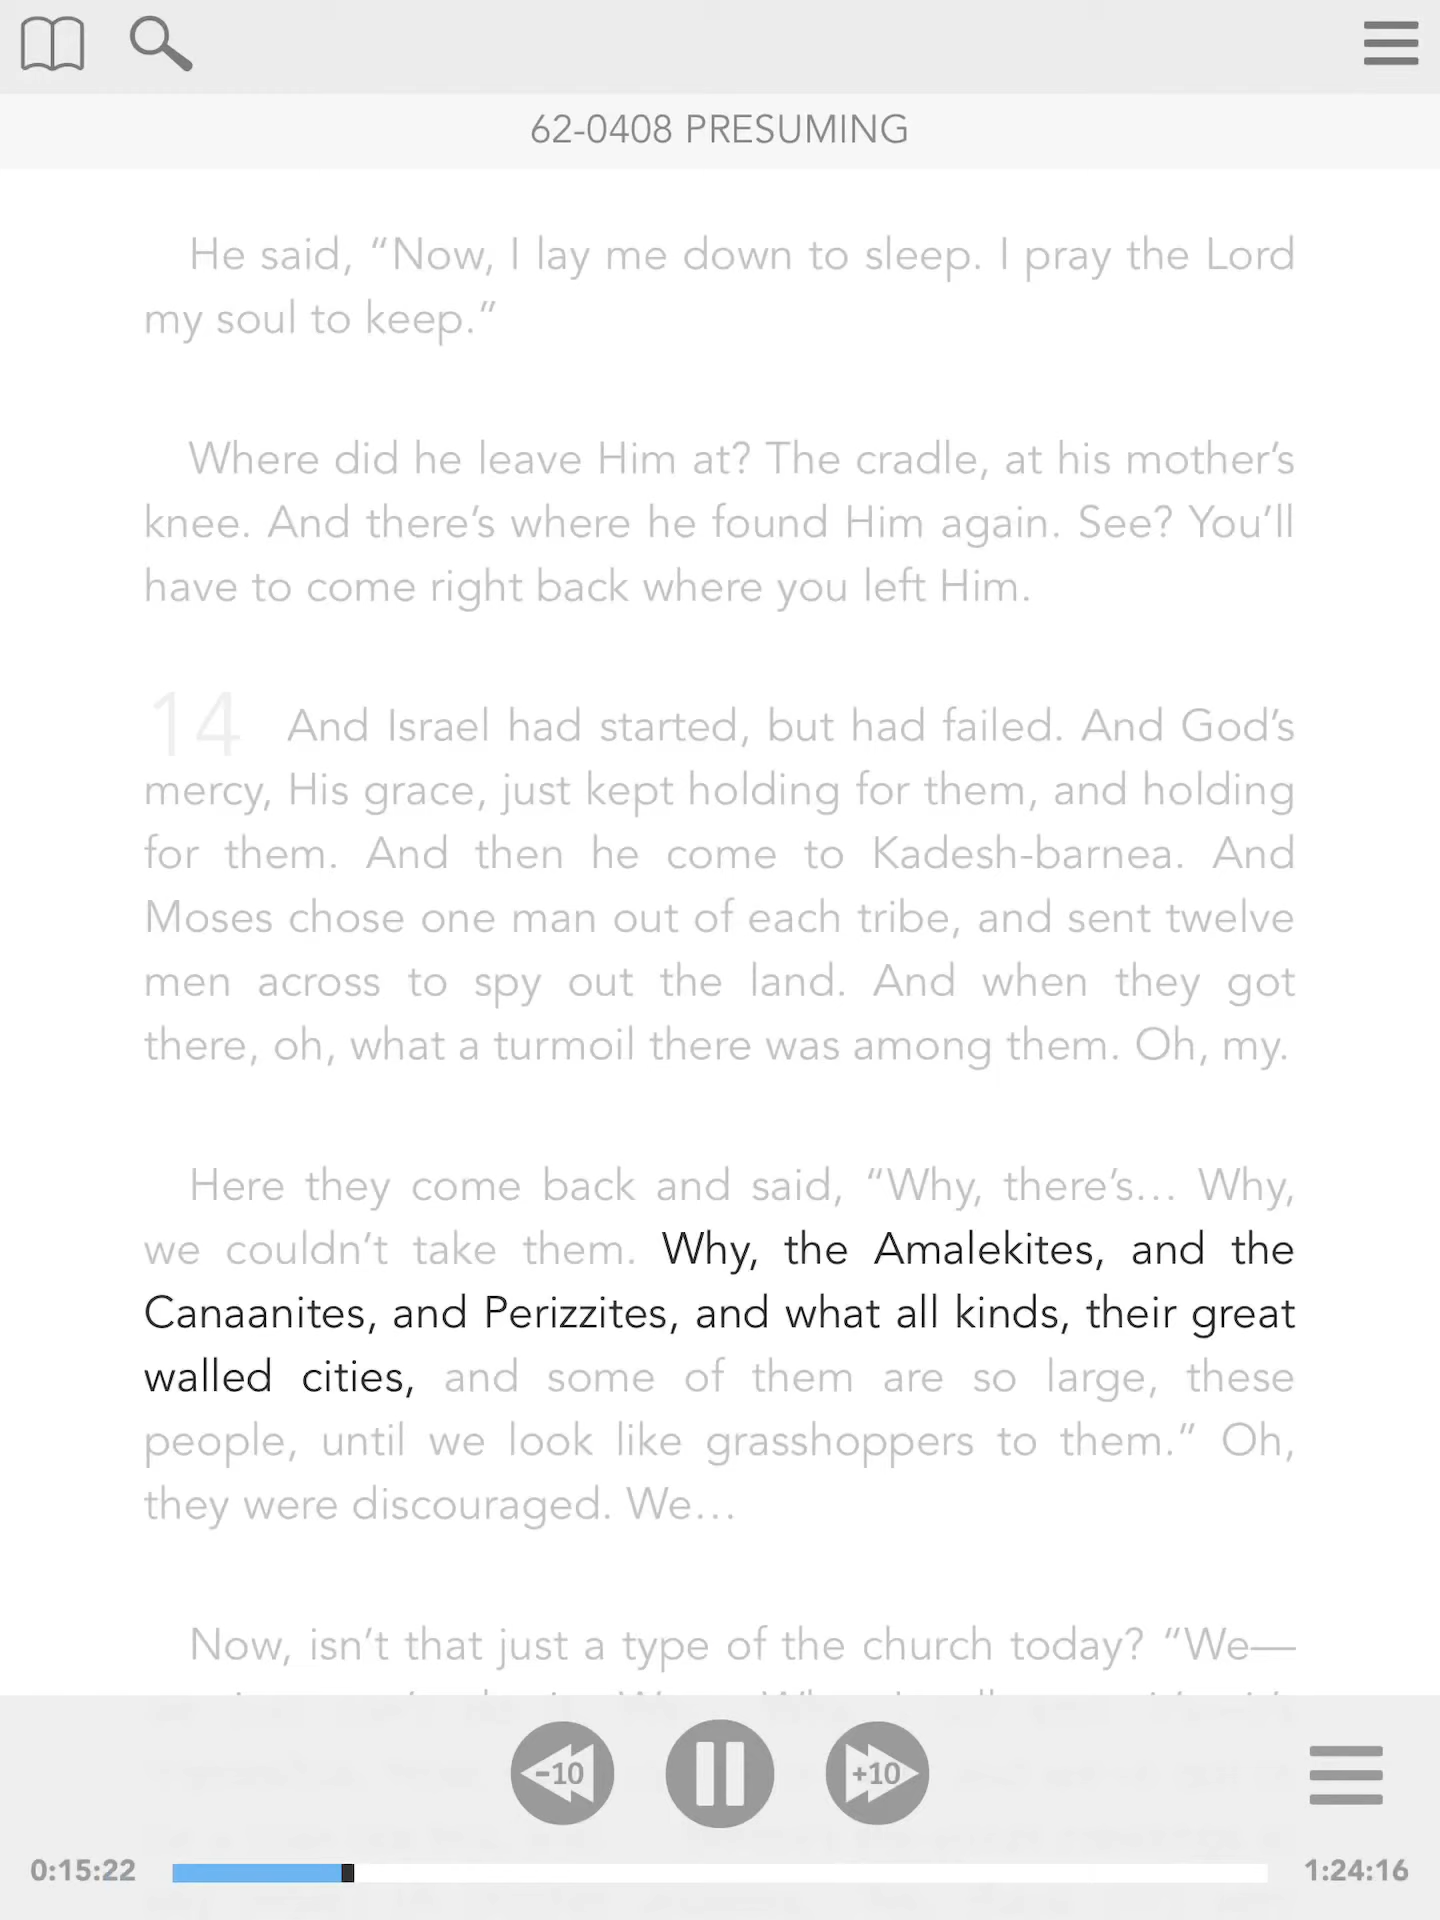 62-0408 PRESUMING
He said, “Now, I lay me down to sleep. I pray the Lord
my soul to keep.”
Where did he leave Him at? The cradle, at his mother’s
knee. And there’s where he found Him again. See? You’ll
have to come right back where you left Him.
14 And Israel had started, but had failed. And God’s
mercy, His grace, just kept holding for them, and holding
for them. And then he come to Kadesh-barnea. And
Moses chose one man out of each tribe, and sent twelve
men across to spy out the land. And when they got
there, oh, what a turmoil there was among them. Oh, my.
Here they come back and said, “Why, there’s… Why,
we couldn’t take them. Why, the Amalekites, and the
Canaanites, and Perizzites, and what all kinds, their great
walled cities, and some of them are so large, these
people, until we look like grasshoppers to them.” Oh,
they were discouraged. We…
Now, isn’t that just a type of the church today? “We—
-10 +10
0:15:22 1:24:16